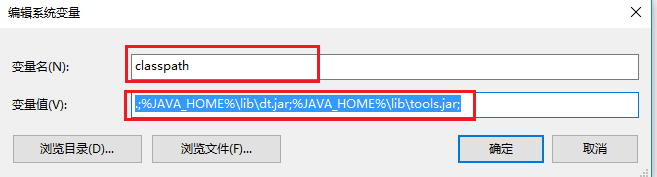 编辑系统变量
变量名(N):
classpath
变量值(V):
.;%JAVA_HOME%\lib\dt.jar;%JAVA_HOME%\lib\tools.jar;
浏览目录(D)...
浏览文件(F)...
确定
取消